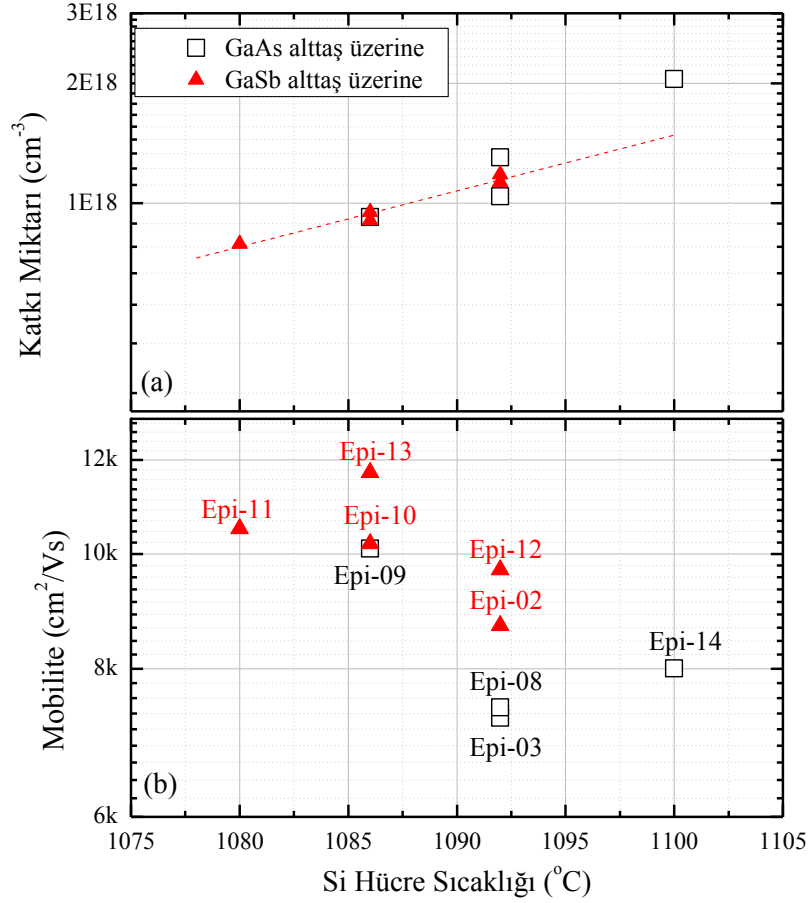 3E18
GaAs alttaş üzerine
GaSb alttaş üzerine
2E18
1E18
Katkı Miktarı (cm-3)
(a)
12k
Epi-13
Epi-11
Epi-10
10k
Epi-12
Epi-09
Epi-02
Epi-14
8k
Epi-08
Epi-03
Mobilite (cm2/Vs)
(b)
6k
1075 1080 1085 1090 1095 1100 1105
Si Hücre Sıcaklığı (oC)